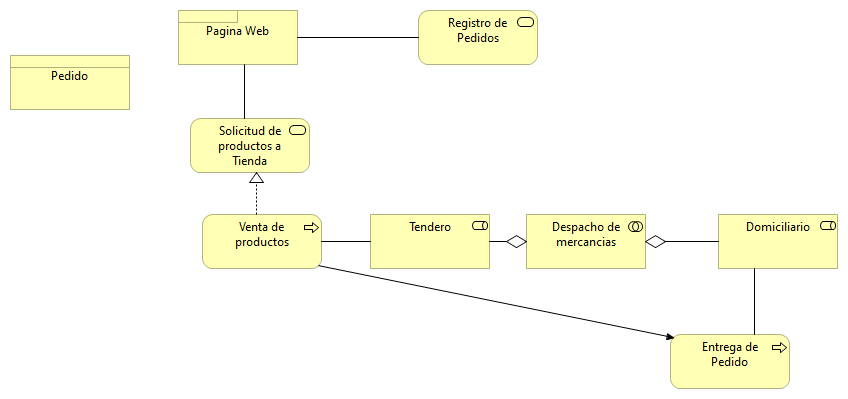 Pagina Web
Registro de
Pedidos
Pedido
Solicitud de
productos a
Tienda
Venta de
productos
Tendero
Despacho de
mercancias
Domiciliario
Entrega de
Pedido